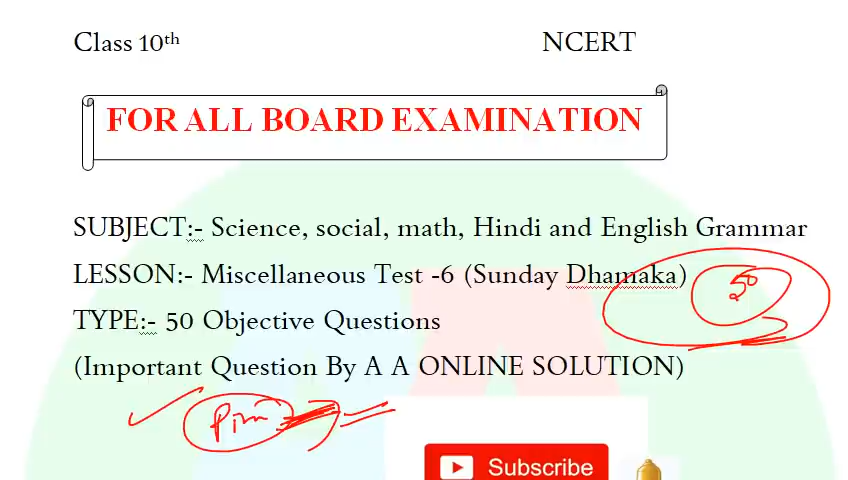 Class 10th NCERT
FOR ALL BOARD EXAMINATION
SUBJECT:- Science, social, math, Hindi and English Grammar
LESSON:- Miscellaneous Test -6 (Sunday Dhamaka)
50
TYPE:- 50 Objective Questions
(Important Question By A A ONLINE SOLUTION)
Subscribe